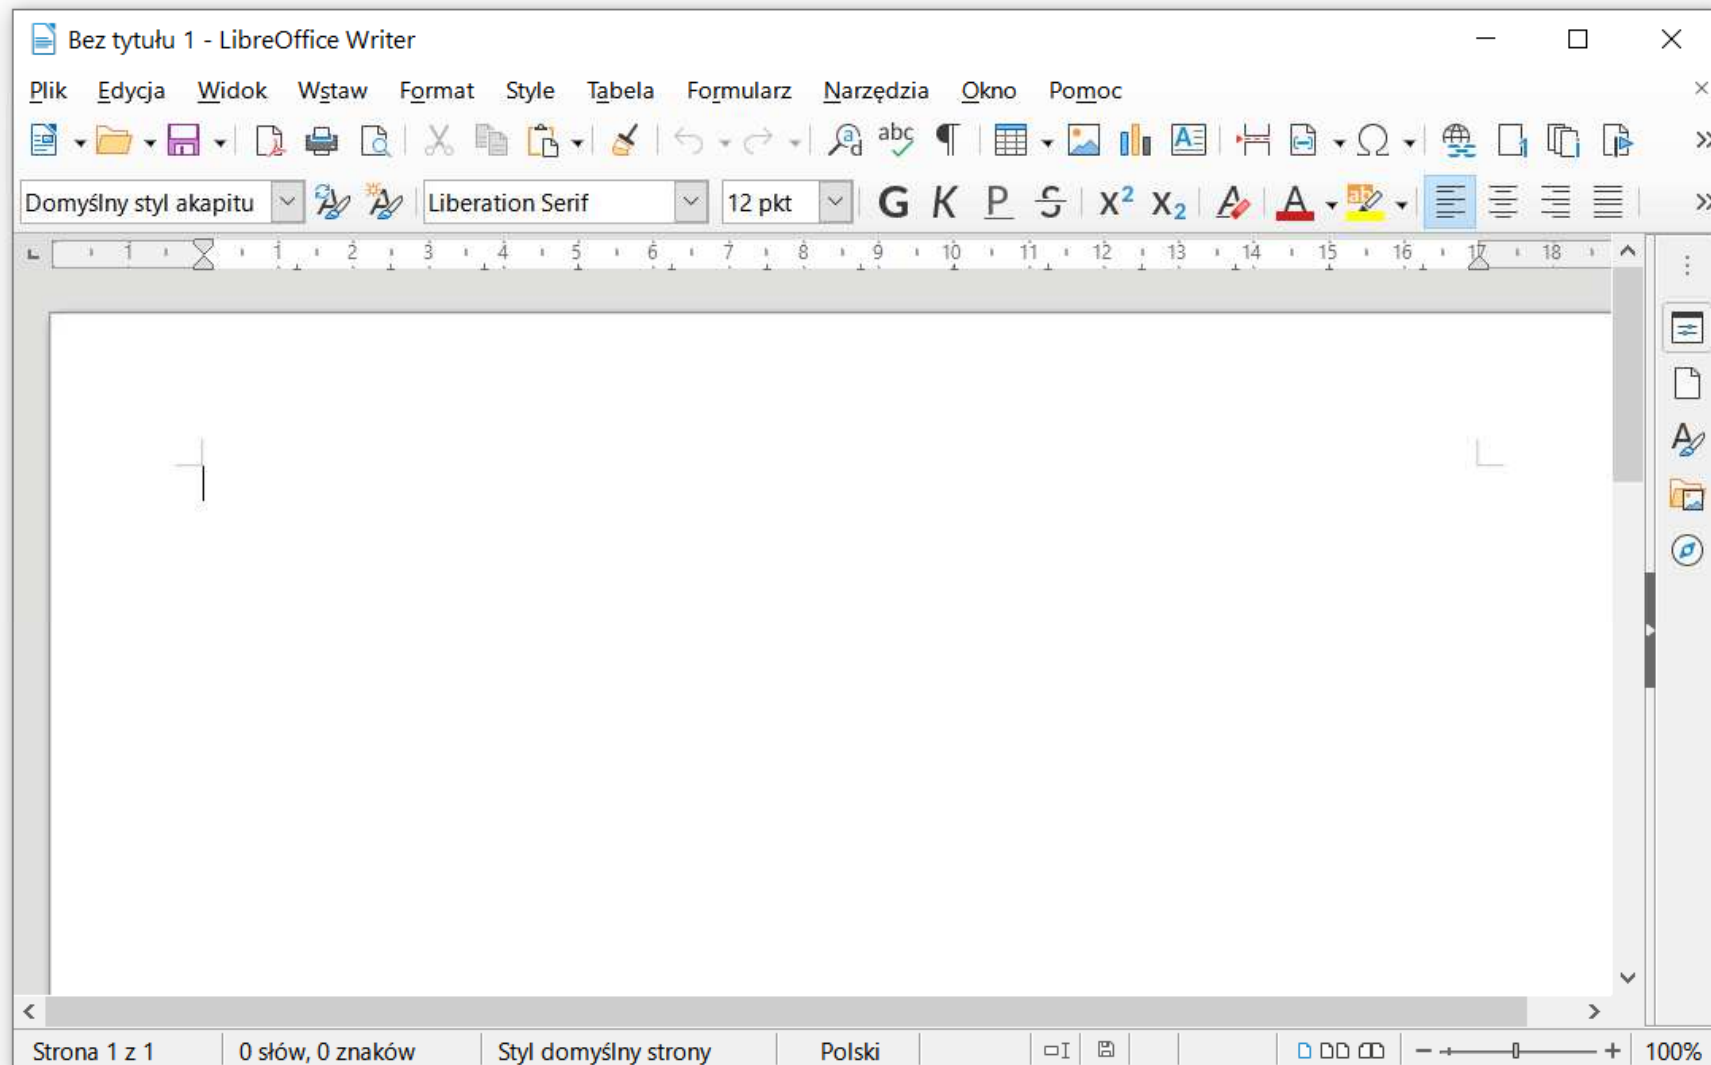 Bez tytułu 1 - LibreOffice Writer
Plik Edycja Widok Wstaw Format Style Tabela Formularz Narzędzia Okno Pomoc
Domyślny styl akapitu Liberation Serif 12 pkt G K P S X² X₂ A A
1 1 2 3 4 5 6 7 8 9 10 11 12 13 14 15 16 17 18
Strona 1 z 1 0 słów, 0 znaków Styl domyślny strony Polski 100%